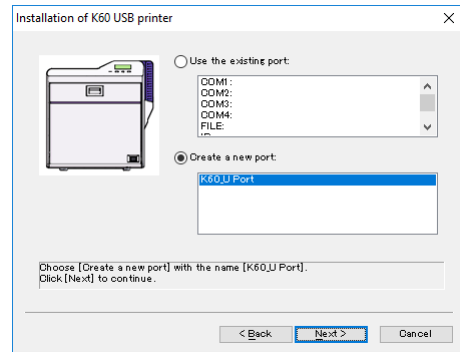 Installation of K60 USB printer
Use the existing port:
COM1:
COM2:
COM3:
COM4:
FILE:
Create a new port:
K60_U Port
Choose [Create a new port] with the name [K60_U Port].
Click [Next] to continue.
< Back
Next >
Cancel